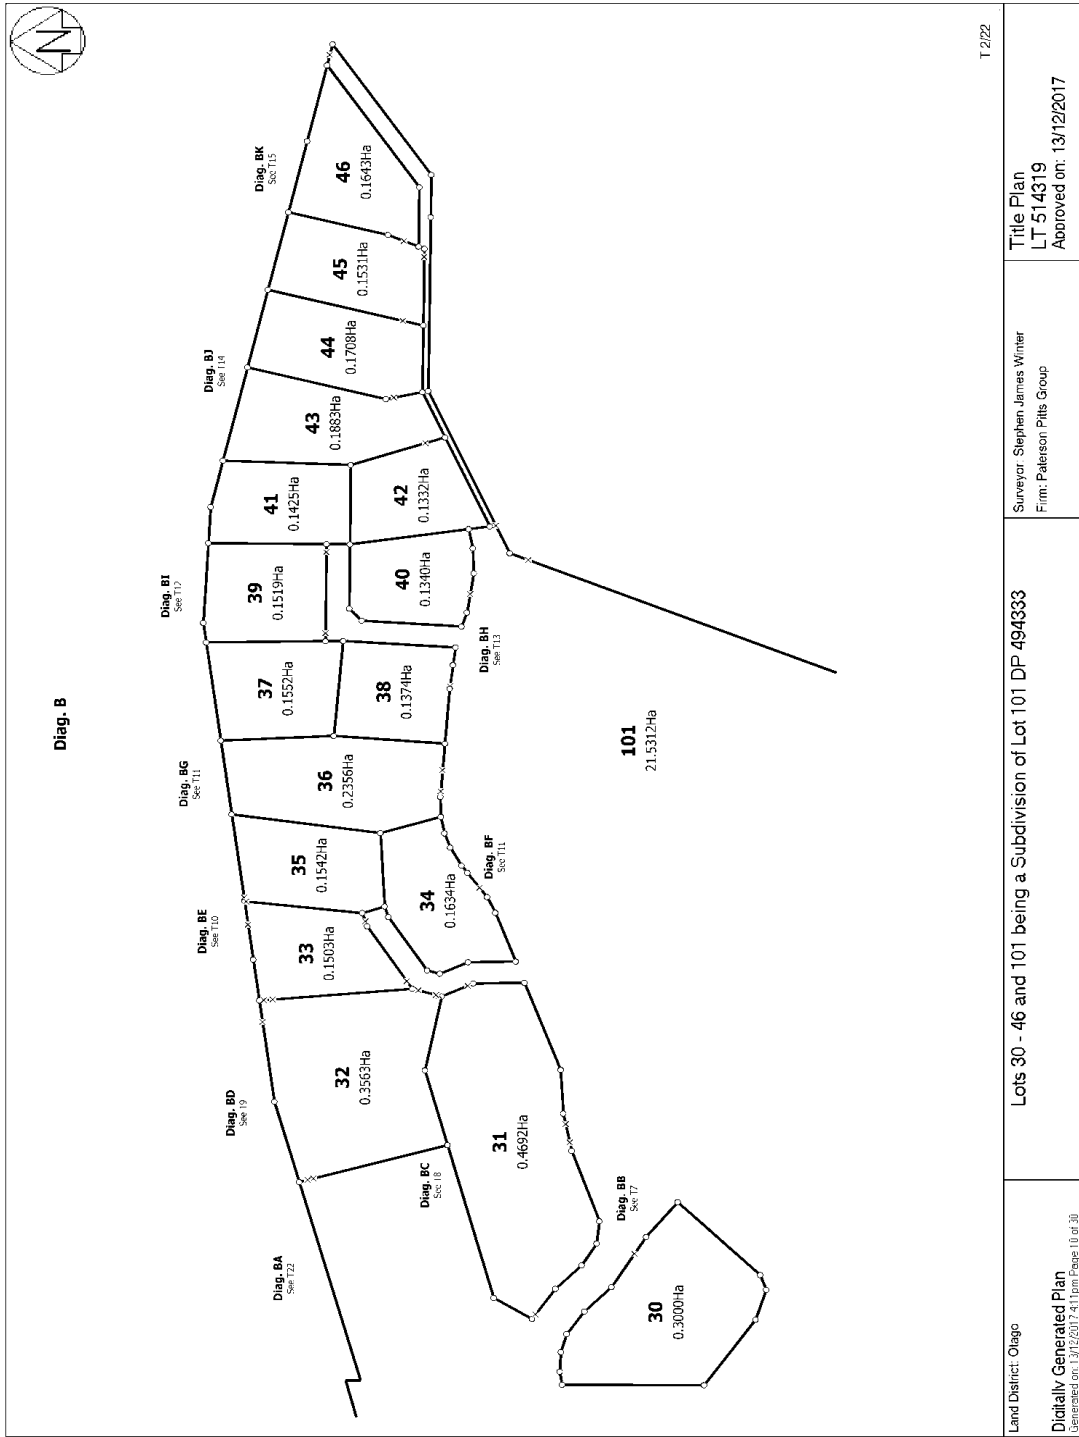 N
T 2/22
Diag. B
Diag. BA
See T22
Diag. BD
See T9
Diag. BE
See T10
Diag. BG
See T11
Diag. BI
See T12
Diag. BJ
See T14
Diag. BK
See T15
Diag. BC
See T8
Diag. BB
See T7
Diag. BF
See T11
Diag. BH
See T13
30
0.3000Ha
31
0.4692Ha
32
0.3563Ha
33
0.1503Ha
34
0.1634Ha
35
0.1542Ha
36
0.2356Ha
37
0.1552Ha
38
0.1374Ha
39
0.1519Ha
40
0.1340Ha
41
0.1425Ha
42
0.1332Ha
43
0.1883Ha
44
0.1708Ha
45
0.1531Ha
46
0.1643Ha
101
21.5312Ha
Land District: Otago
Digitally Generated Plan
Generated on: 13/12/2017 4:11pm Page 10 of 30
Lots 30 - 46 and 101 being a Subdivision of Lot 101 DP 494333
Surveyor: Stephen James Winter
Firm: Paterson Pitts Group
Title Plan
LT 514319
Approved on: 13/12/2017